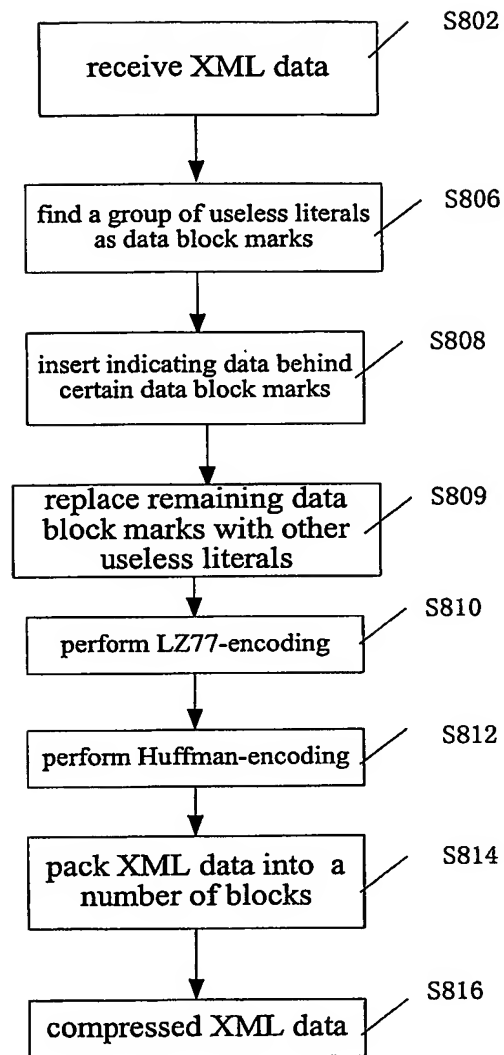 S802
receive XML data
S806
find a group of useless literals
as data block marks
S808
insert indicating data behind
certain data block marks
S809
replace remaining data
block marks with other
useless literals
S810
perform LZ77-encoding
S812
perform Huffman-encoding
S814
pack XML data into a
number of blocks
S816
compressed XML data